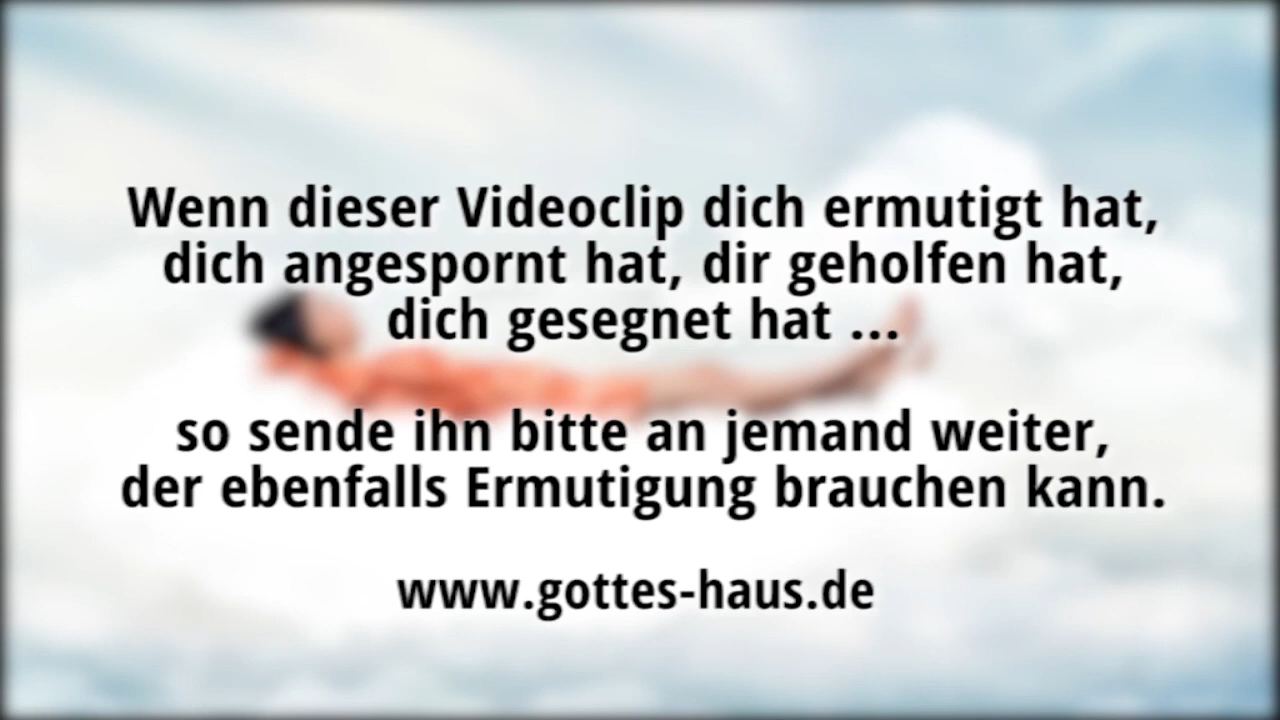 Wenn dieser Videoclip dich ermutigt hat,
dich angespornt hat, dir geholfen hat,
dich gesegnet hat ...
so sende ihn bitte an jemand weiter,
der ebenfalls Ermutigung brauchen kann.
www.gottes-haus.de